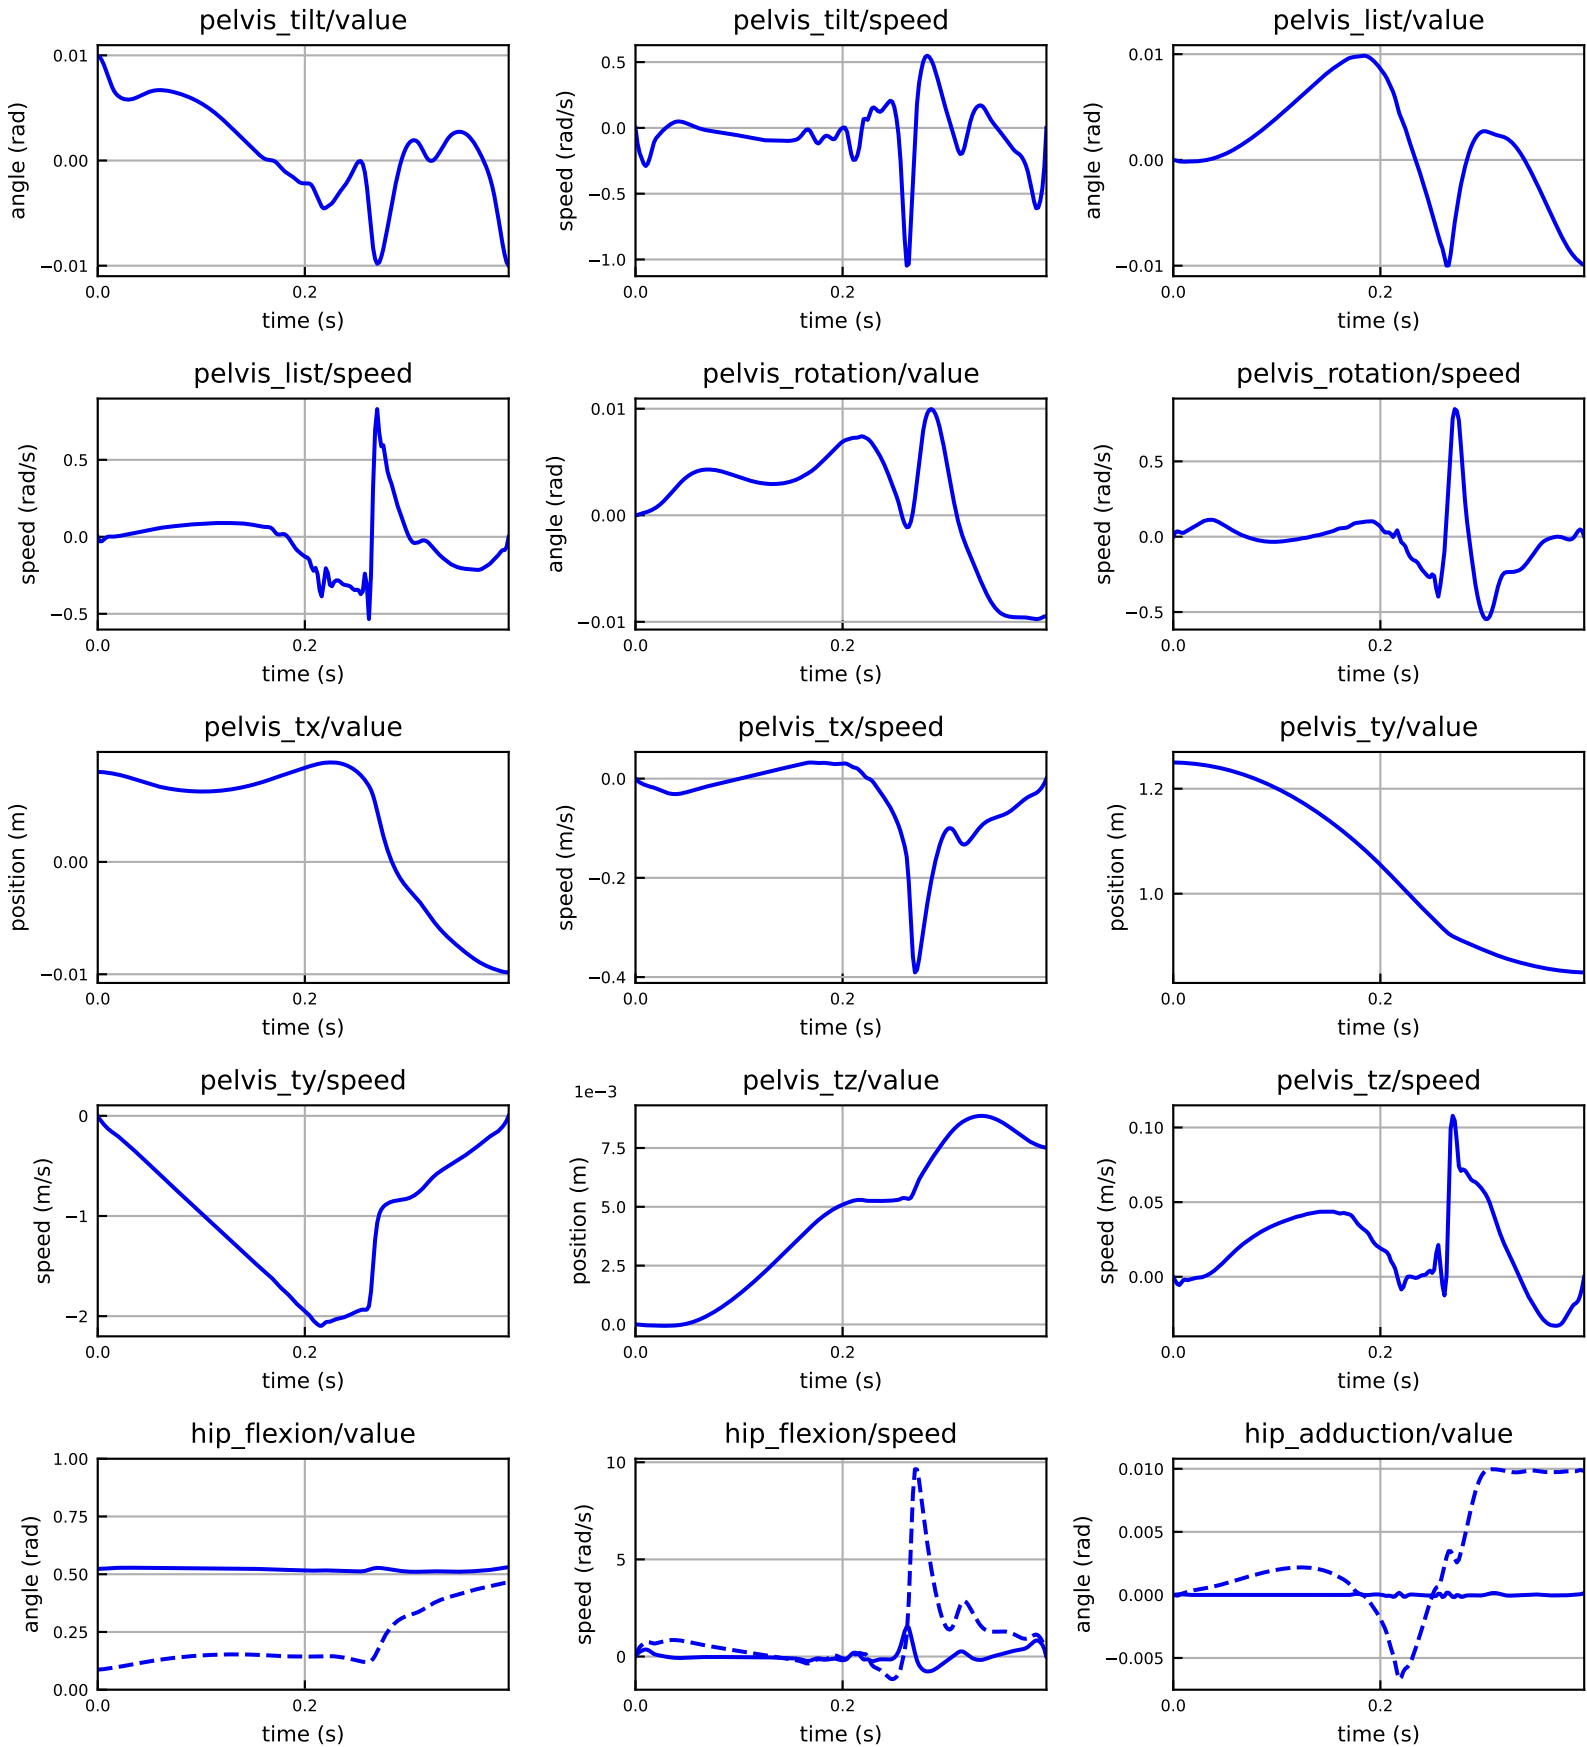 pelvis_tilt/value
pelvis_tilt/speed
pelvis_list/value
angle (rad)
0.01
0.00
−0.01
0.0
0.2
time (s)
speed (rad/s)
0.5
0.0
−0.5
−1.0
0.0
0.2
time (s)
angle (rad)
0.01
0.00
−0.01
0.0
0.2
time (s)
pelvis_list/speed
pelvis_rotation/value
pelvis_rotation/speed
speed (rad/s)
0.5
0.0
−0.5
0.0
0.2
time (s)
angle (rad)
0.01
0.00
−0.01
0.0
0.2
time (s)
speed (rad/s)
0.5
0.0
−0.5
0.0
0.2
time (s)
pelvis_tx/value
pelvis_tx/speed
pelvis_ty/value
position (m)
0.00
−0.01
0.0
0.2
time (s)
speed (m/s)
0.0
−0.2
−0.4
0.0
0.2
time (s)
position (m)
1.2
1.0
0.0
0.2
time (s)
pelvis_ty/speed
pelvis_tz/value
pelvis_tz/speed
speed (m/s)
0
−1
−2
0.0
0.2
time (s)
1e−3
position (m)
7.5
5.0
2.5
0.0
0.0
0.2
time (s)
speed (m/s)
0.10
0.05
0.00
0.0
0.2
time (s)
hip_flexion/value
hip_flexion/speed
hip_adduction/value
angle (rad)
1.00
0.75
0.50
0.25
0.00
0.0
0.2
time (s)
speed (rad/s)
10
5
0
0.0
0.2
time (s)
angle (rad)
0.010
0.005
0.000
−0.005
0.0
0.2
time (s)